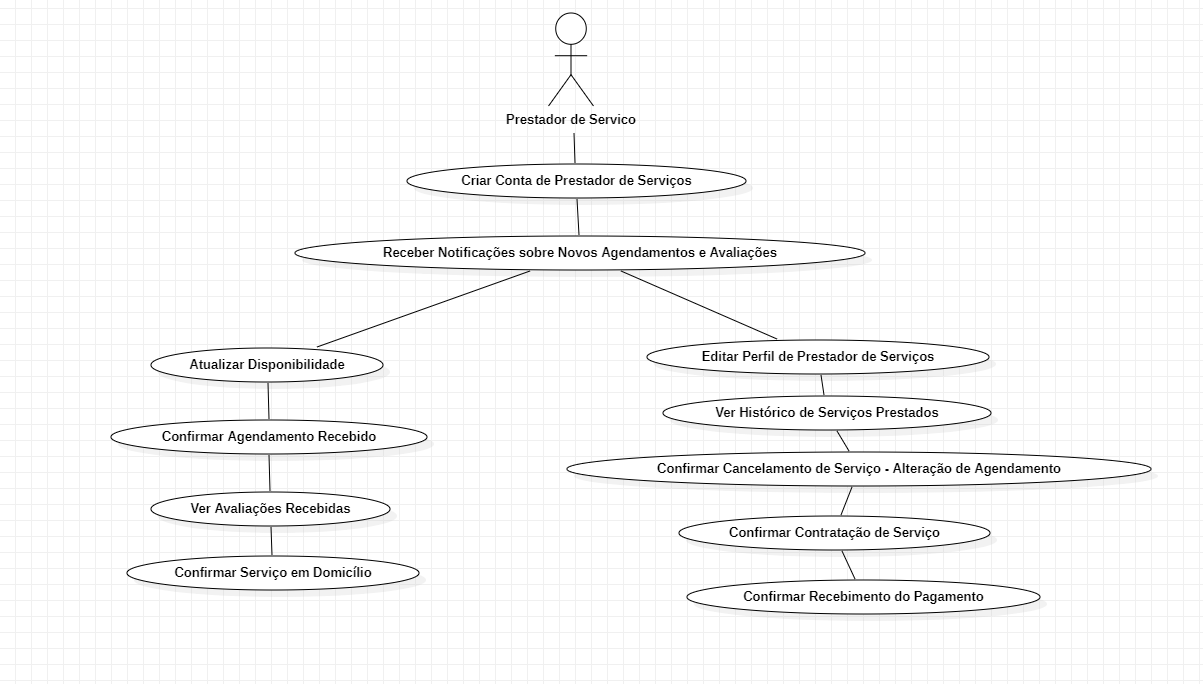 Prestador de Servico
Criar Conta de Prestador de Serviços
Receber Notificações sobre Novos Agendamentos e Avaliações
Atualizar Disponibilidade
Confirmar Agendamento Recebido
Ver Avaliações Recebidas
Confirmar Serviço em Domicílio
Editar Perfil de Prestador de Serviços
Ver Histórico de Serviços Prestados
Confirmar Cancelamento de Serviço - Alteração de Agendamento
Confirmar Contratação de Serviço
Confirmar Recebimento do Pagamento